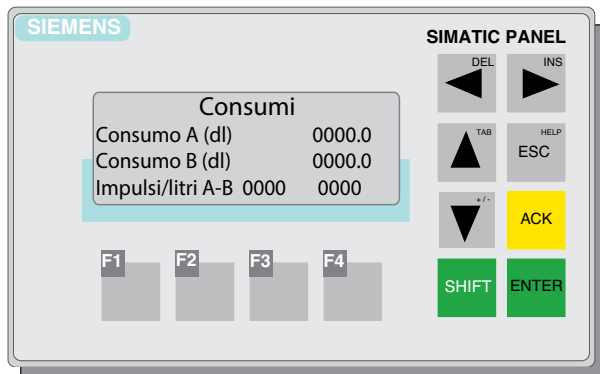 SIEMENS
SIMATIC PANEL
DEL
INS
Consumi
Consumo A (dl) 0000.0
Consumo B (dl) 0000.0
Impulsi/litri A-B 0000 0000
TAB
HELP
ESC
+/-
ACK
F1 F2 F3 F4
SHIFT
ENTER